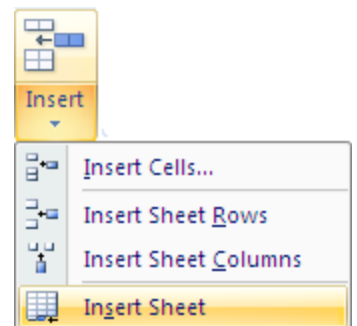 Insert
Insert Cells...
Insert Sheet Rows
Insert Sheet Columns
Insert Sheet